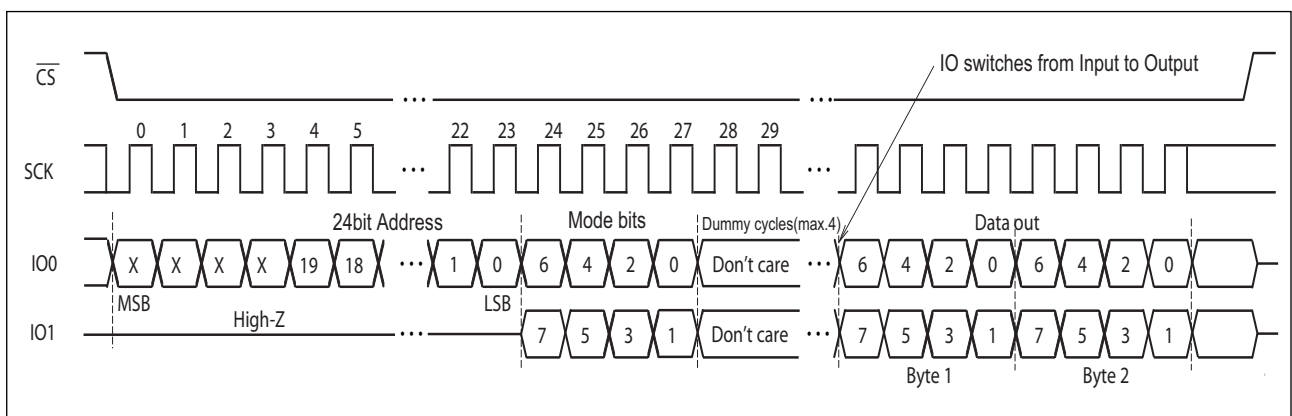 CS
IO switches from Input to Output
0 1 2 3 4 5 22 23 24 25 26 27 28 29
SCK
24bit Address Mode bits Dummy cycles(max.4) Data put
IO0 X X X X 19 18 ... 1 0 6 4 2 0 Don't care ... 6 4 2 0 6 4 2 0
MSB LSB
High-Z
IO1 ... 7 5 3 1 Don't care ... 7 5 3 1 7 5 3 1
Byte 1 Byte 2